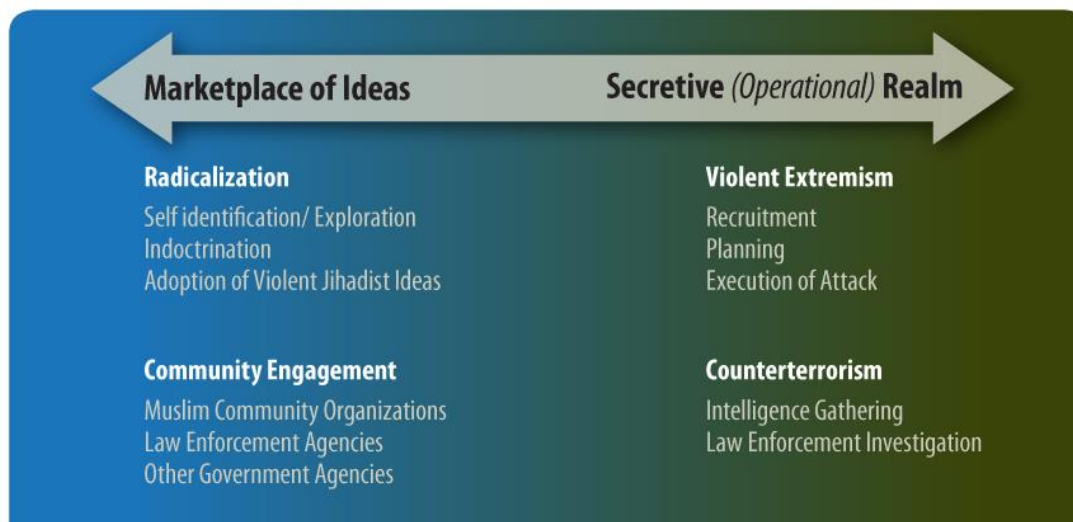 Marketplace of Ideas
Secretive (Operational) Realm
Radicalization
Self identification/ Exploration
Indoctrination
Adoption of Violent Jihadist Ideas
Violent Extremism
Recruitment
Planning
Execution of Attack
Community Engagement
Muslim Community Organizations
Law Enforcement Agencies
Other Government Agencies
Counterterrorism
Intelligence Gathering
Law Enforcement Investigation